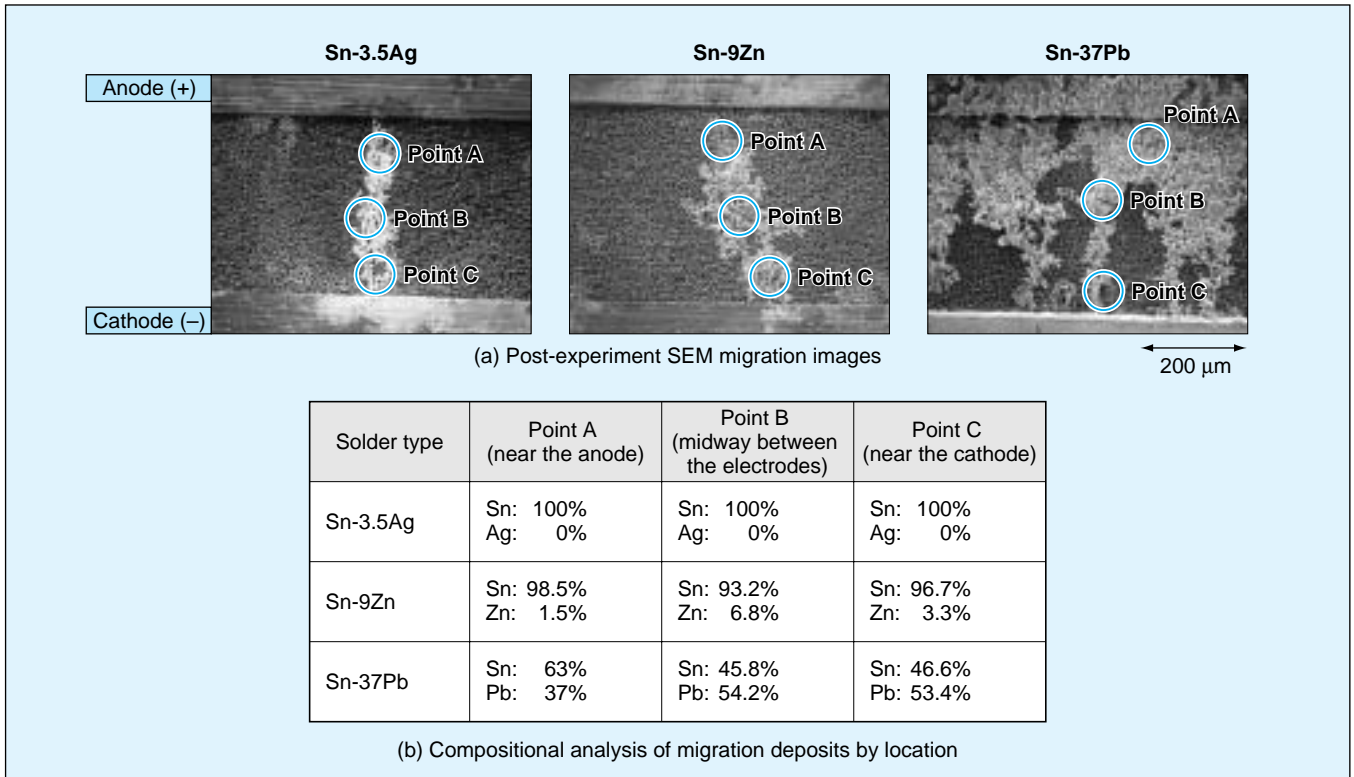 Sn-3.5Ag
Sn-9Zn
Sn-37Pb
Anode (+)
Cathode (–)
Point A
Point B
Point C
Point A
Point B
Point C
Point A
Point B
Point C
(a) Post-experiment SEM migration images
200 μm
Solder type
Point A
(near the anode)
Point B
(midway between
the electrodes)
Point C
(near the cathode)
Sn-3.5Ag
Sn: 100%
Ag: 0%
Sn: 100%
Ag: 0%
Sn: 100%
Ag: 0%
Sn-9Zn
Sn: 98.5%
Zn: 1.5%
Sn: 93.2%
Zn: 6.8%
Sn: 96.7%
Zn: 3.3%
Sn-37Pb
Sn: 63%
Pb: 37%
Sn: 45.8%
Pb: 54.2%
Sn: 46.6%
Pb: 53.4%
(b) Compositional analysis of migration deposits by location